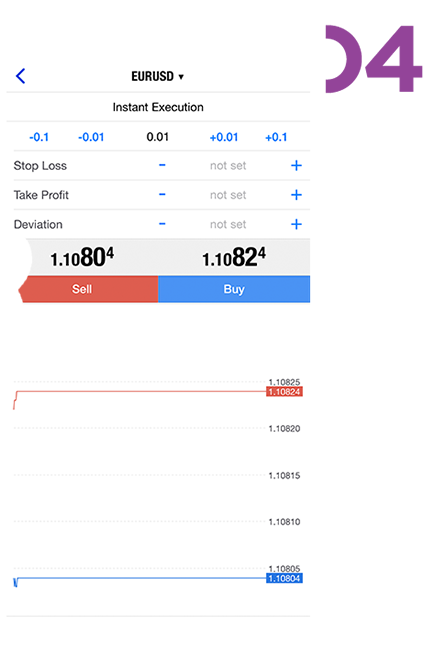 04
EURUSD ▾
Instant Execution
-0.1 -0.01 0.01 +0.01 +0.1
Stop Loss - not set +
Take Profit - not set +
Deviation - not set +
1.10804 1.10824
Sell Buy
1.10825
1.10824
1.10820
1.10815
1.10810
1.10805
1.10804